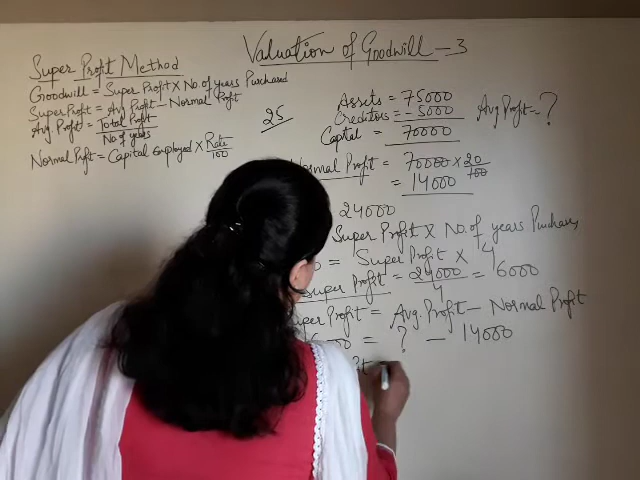 Valuation of Goodwill - 3
Super Profit Method
Goodwill = Super Profit X No. of years Purchased
Super Profit = Avg Profit - Normal Profit
Avg Profit = Total Profit
No. of years
Normal Profit = Capital employed X Rate
100
25
Assets = 75000
Creditors = - 5000
Capital = 70000
Avg Profit = ?
Normal Profit = 70000 x 20
100
= 14000
24000
Super Profit X No. of years Purchases
= Super Profit X 4
Super Profit = 24000 = 6000
4
Super Profit = Avg. Profit - Normal Profit
6000 = ? - 14000